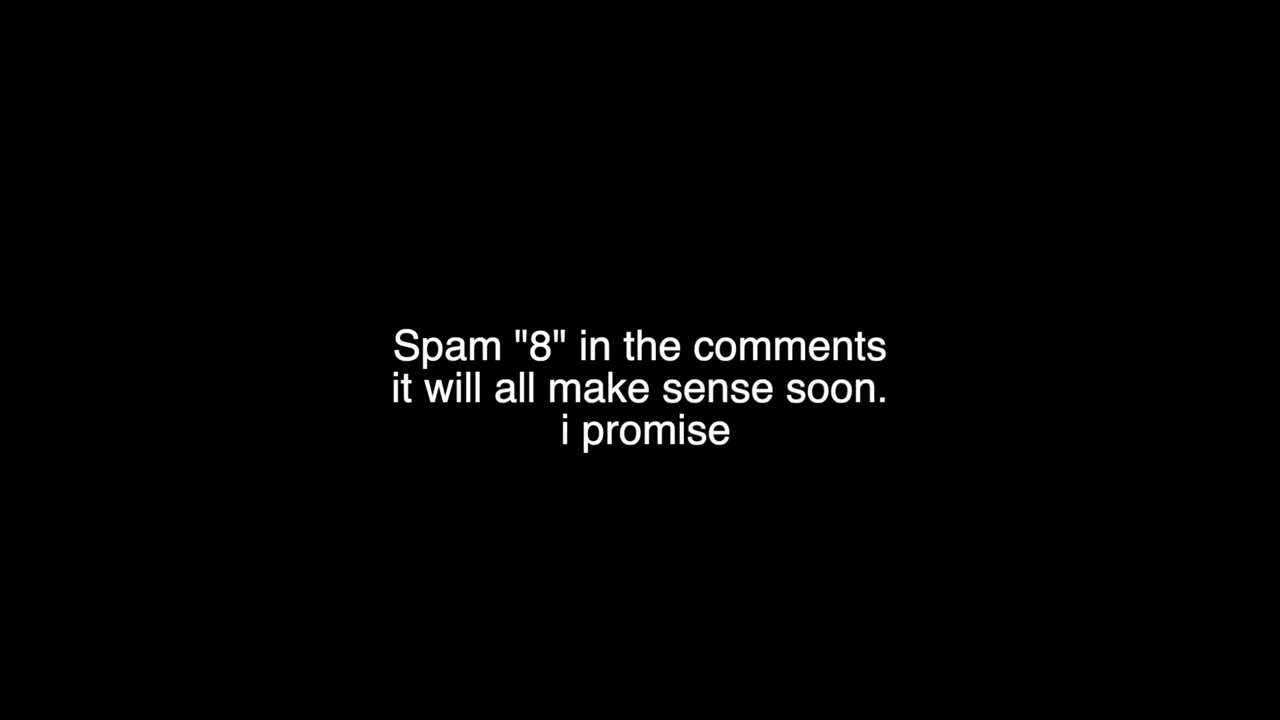 Spam "8" in the comments
it will all make sense soon.
i promise